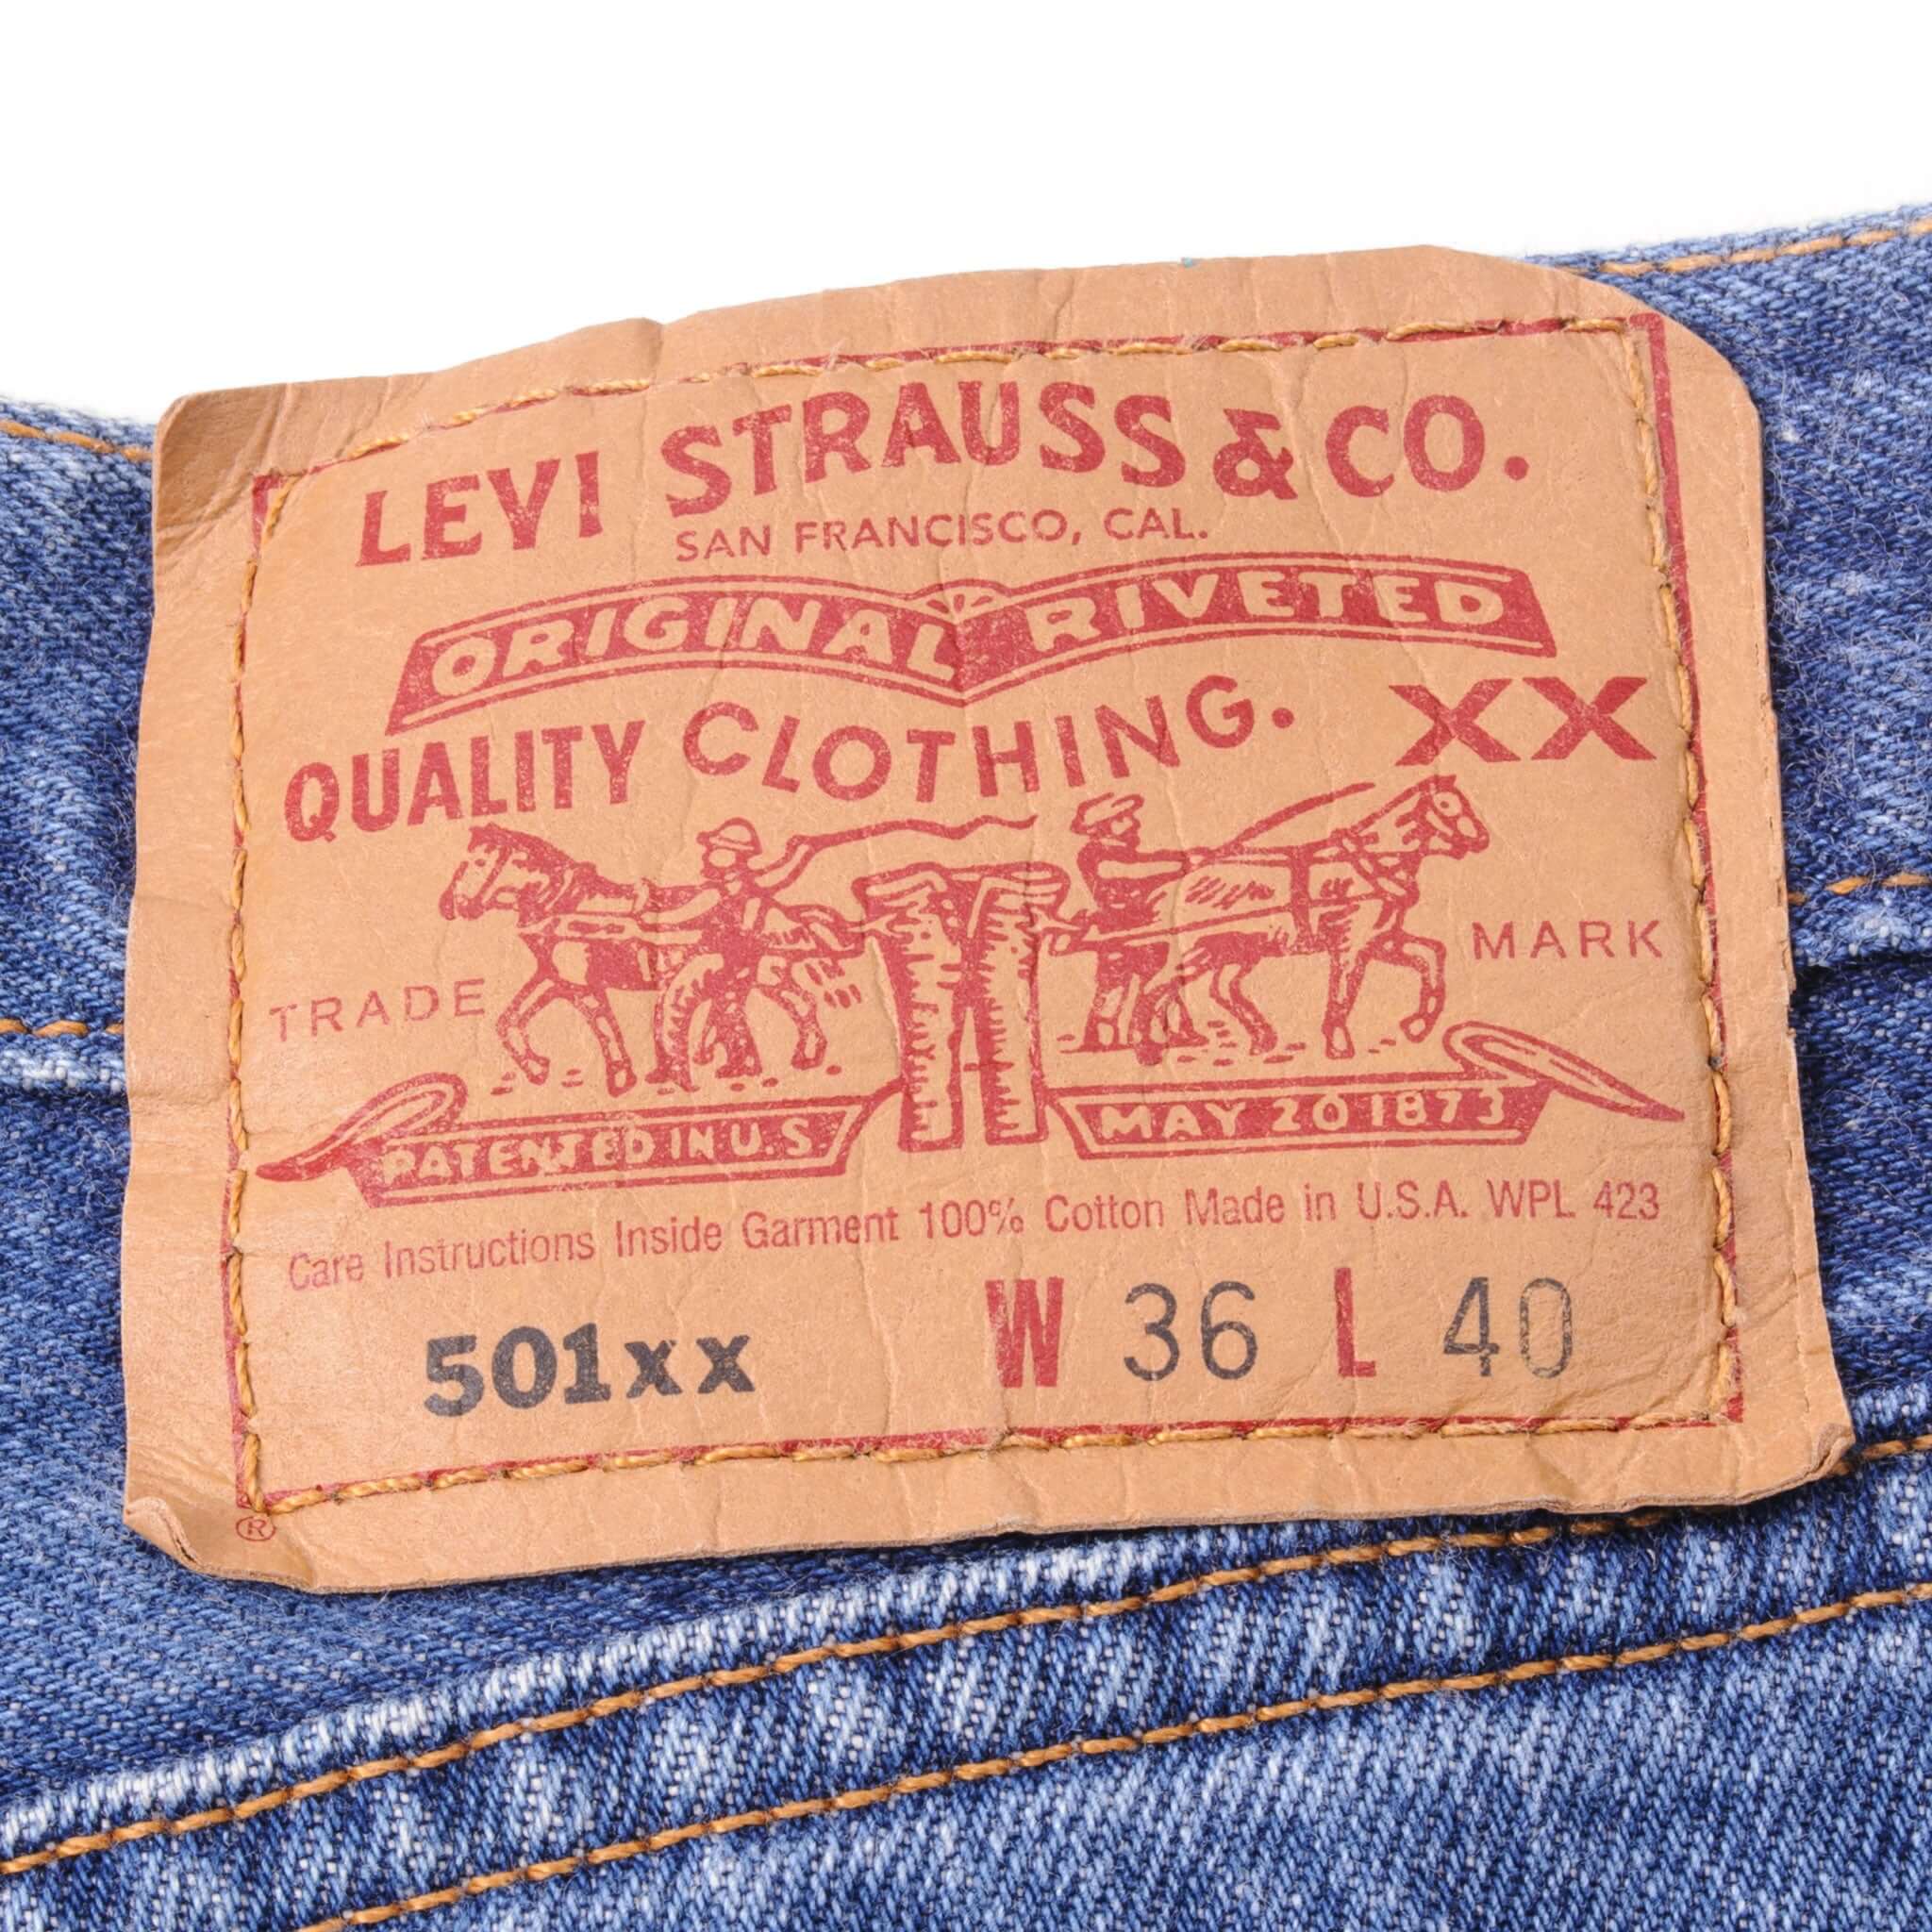 LEVI STRAUSS & CO.
SAN FRANCISCO, CAL.
ORIGINAL RIVETED
QUALITY CLOTHING. XX
TRADE MARK
PATENTED IN U.S. MAY 20 1873
Care Instructions Inside Garment 100% Cotton Made in U.S.A. WPL 423
501xx W 36 L 40
®